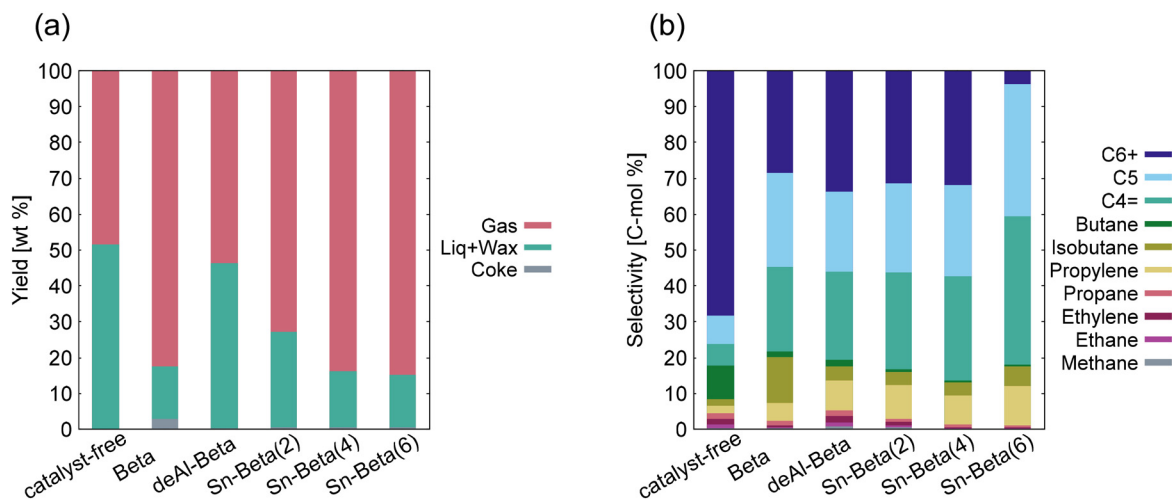 (a)
Yield [wt %]
100
90
80
70
60
50
40
30
20
10
0
catalyst-free
Beta
deAl-Beta
Sn-Beta(2)
Sn-Beta(4)
Sn-Beta(6)
Gas
Liq+Wax
Coke
(b)
Selectivity [C-mol %]
100
90
80
70
60
50
40
30
20
10
0
catalyst-free
Beta
deAl-Beta
Sn-Beta(2)
Sn-Beta(4)
Sn-Beta(6)
C6+
C5
C4=
Butane
Isobutane
Propylene
Propane
Ethylene
Ethane
Methane